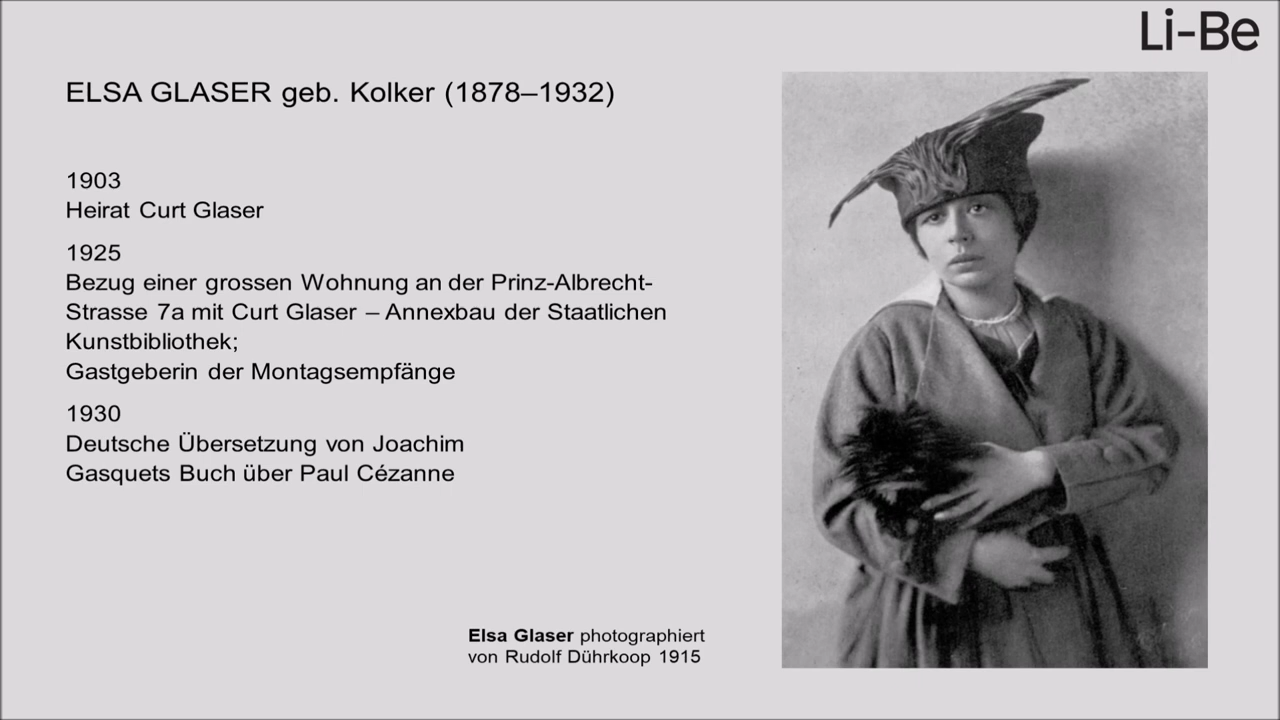 Li-Be
ELSA GLASER geb. Kolker (1878–1932)
1903
Heirat Curt Glaser
1925
Bezug einer grossen Wohnung an der Prinz-Albrecht-
Strasse 7a mit Curt Glaser – Annexbau der Staatlichen
Kunstbibliothek;
Gastgeberin der Montagsempfänge
1930
Deutsche Übersetzung von Joachim
Gasquets Buch über Paul Cézanne
Elsa Glaser photographiert
von Rudolf Dührkoop 1915